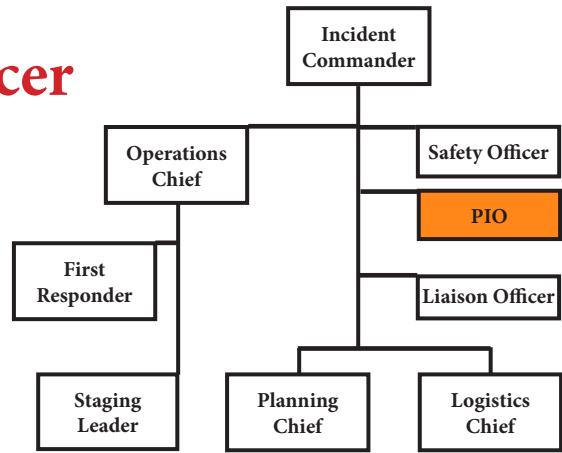 Incident
Commander
cer
Operations
Chief
Safety Officer
PIO
First
Responder
Liaison Officer
Staging
Leader
Planning
Chief
Logistics
Chief